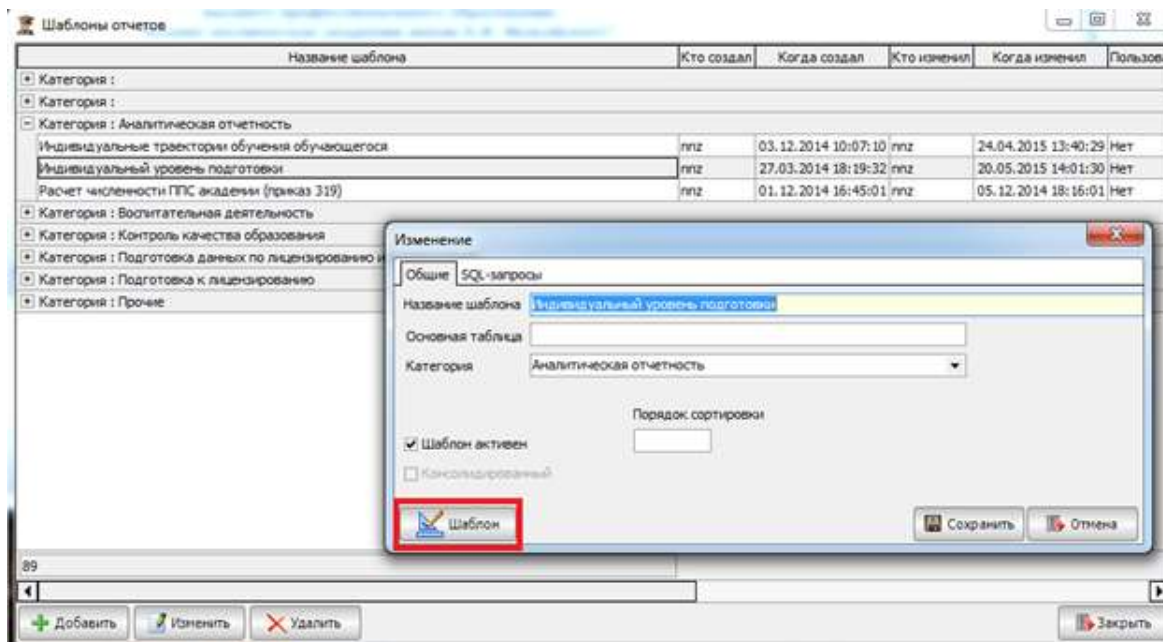 Шаблоны отчетов
Название шаблона Кто создал Когда создал Кто изменил Когда изменил Пользов
Категория :
Категория :
Категория : Аналитическая отчетность
Индивидуальные траектории обучения обучающегося nnz 03.12.2014 10:07:10 nnz 24.04.2015 13:40:29 Нет
Индивидуальный уровень подготовки nnz 27.03.2014 18:19:32 nnz 20.05.2015 14:01:30 Нет
Расчет численности ППС академии (приказ 319) nnz 01.12.2014 16:45:01 nnz 05.12.2014 18:16:01 Нет
Категория : Воспитательная деятельность
Категория : Контроль качества образования
Категория : Подготовка данных по лицензированию и
Категория : Подготовка к лицензированию
Категория : Прочие
Изменение
Общие SQL-запросы
Название шаблона Индивидуальный уровень подготовки
Основная таблица
Категория Аналитическая отчетность
Порядок сортировки
Шаблон активен
Консолидированный
Шаблон Сохранить Отмена
89
Добавить Изменить Удалить Закрыть